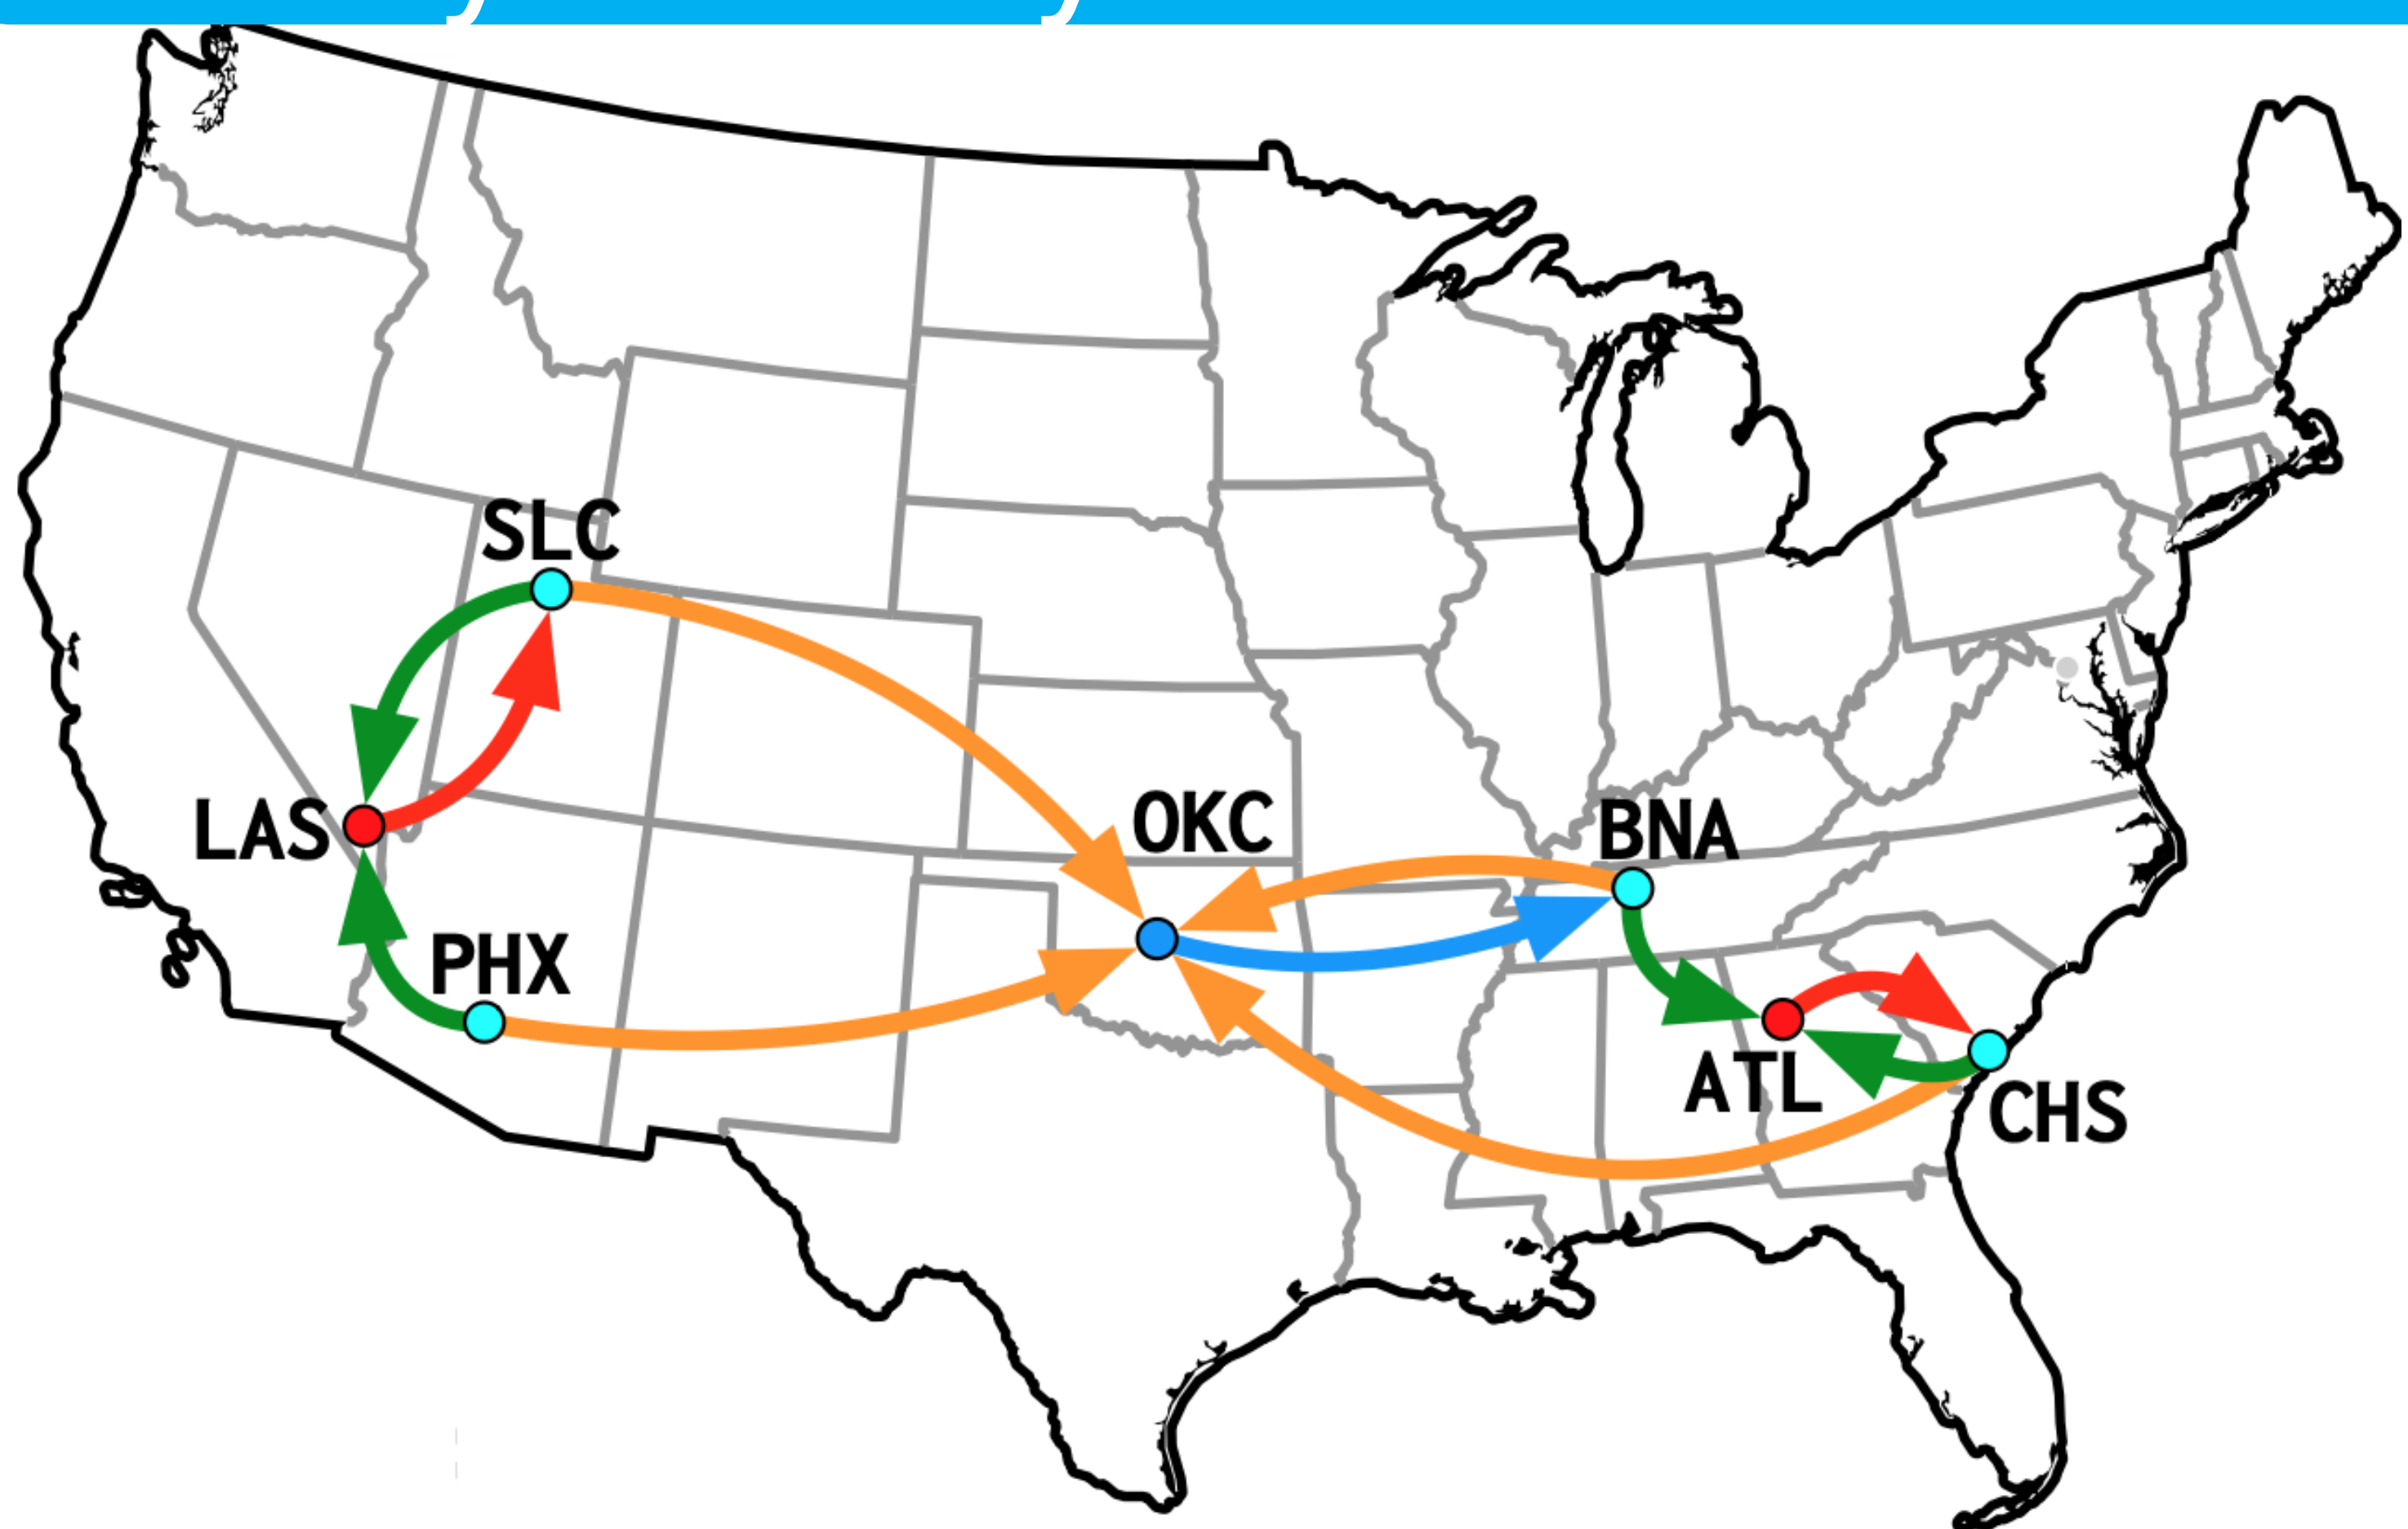 SLC
OKC
LAS
BNA
PHX
ATL
CHS